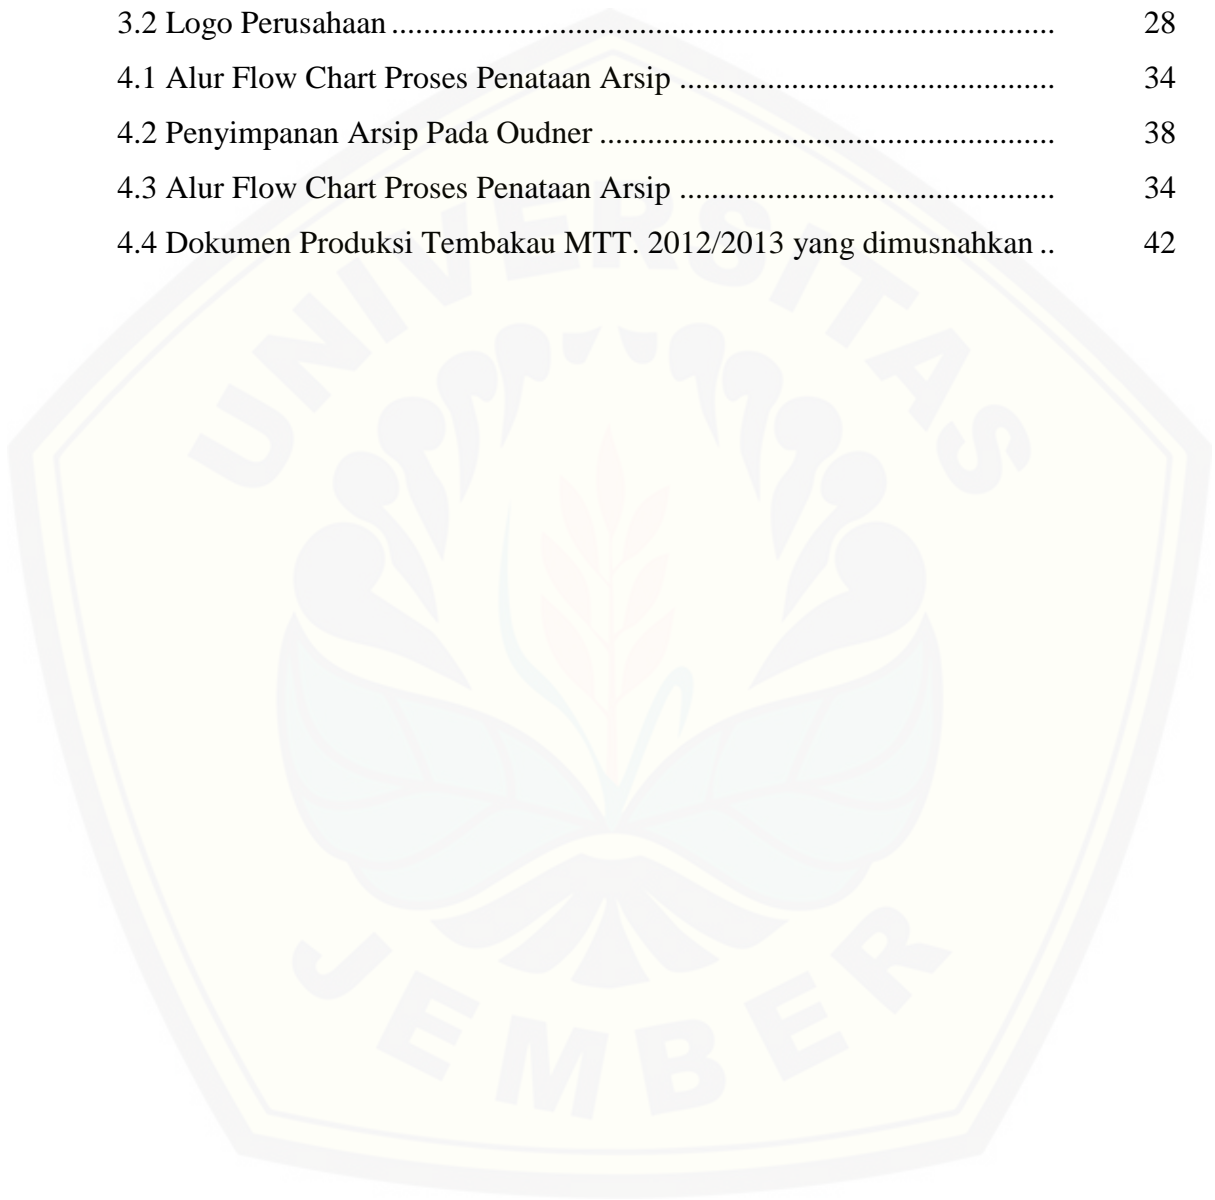 3.2 Logo Perusahaan .................................................................................. 28
4.1 Alur Flow Chart Proses Penataan Arsip .............................................. 34
4.2 Penyimpanan Arsip Pada Oudner ........................................................ 38
4.3 Alur Flow Chart Proses Penataan Arsip .............................................. 34
4.4 Dokumen Produksi Tembakau MTT. 2012/2013 yang dimusnahkan .. 42
UNIVERSITAS
JEMBER